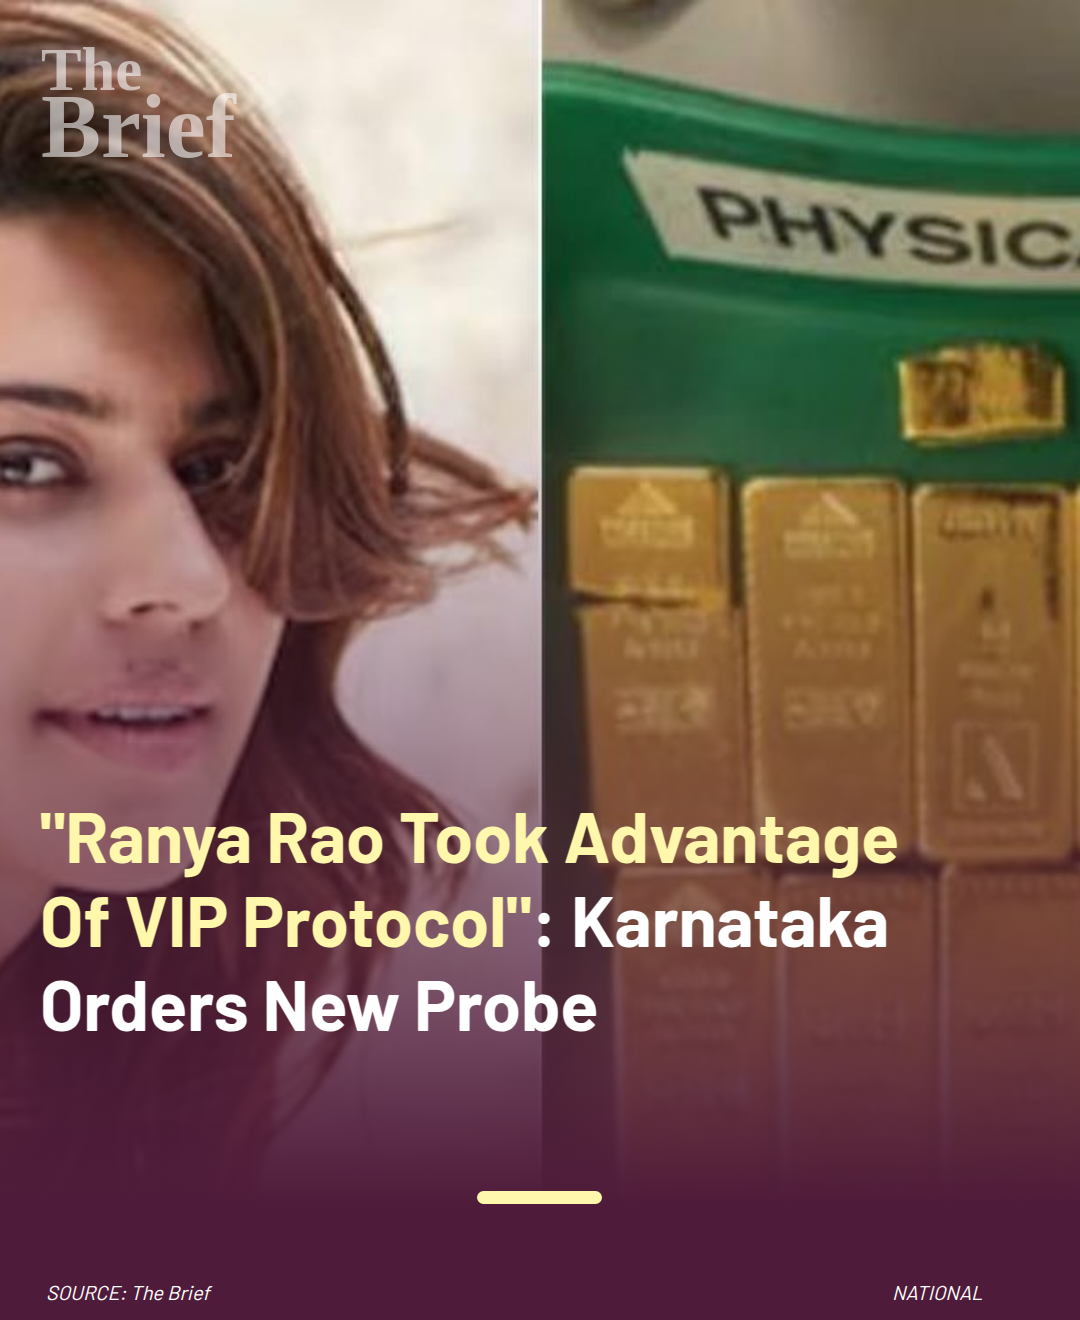 The
Brief
PHYSICA
"Ranya Rao Took Advantage
Of VIP Protocol": Karnataka
Orders New Probe
SOURCE: The Brief
NATIONAL